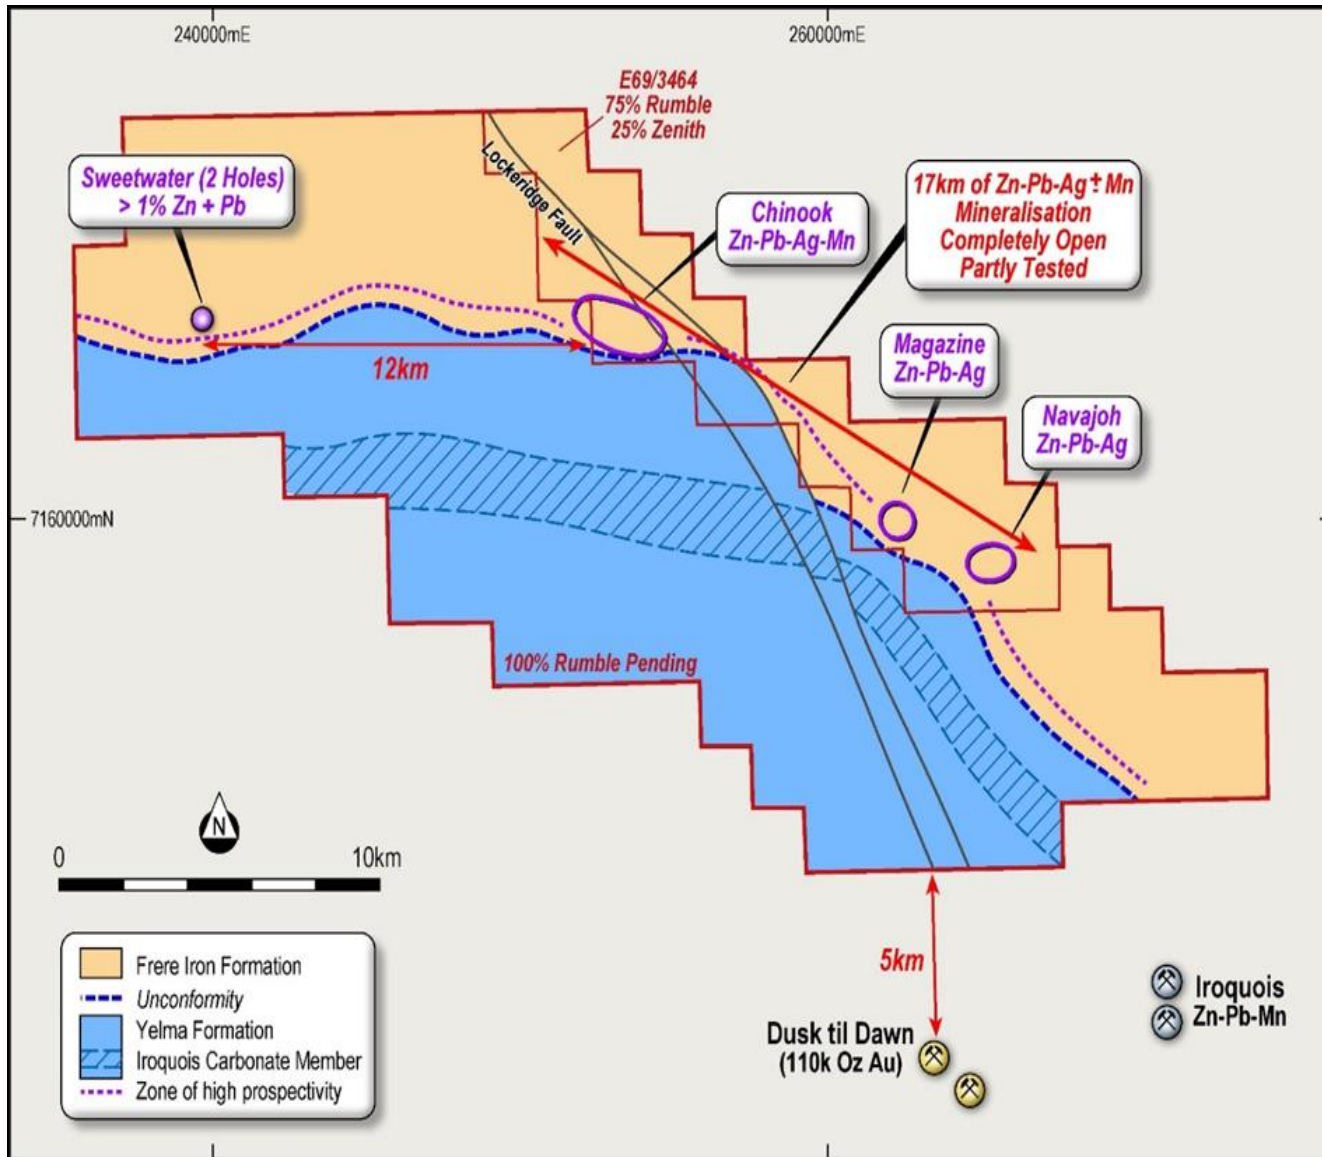 240000mE
260000mE
E69/3464
75% Rumble
25% Zenith
Lockeridge Fault
Sweetwater (2 Holes)
> 1% Zn + Pb
Chinook
Zn-Pb-Ag-Mn
17km of Zn-Pb-Ag±Mn
Mineralisation
Completely Open
Partly Tested
12km
Magazine
Zn-Pb-Ag
Navajoh
Zn-Pb-Ag
7160000mN
100% Rumble Pending
N
0
10km
5km
Frere Iron Formation
Unconformity
Yelma Formation
Iroquois Carbonate Member
Zone of high prospectivity
Dusk til Dawn
(110k Oz Au)
Iroquois
Zn-Pb-Mn